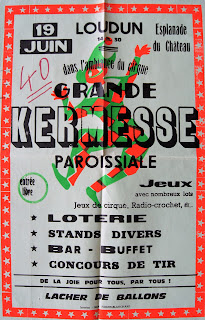 19 JUIN
LOUDUN
Esplanade
du Château
40
dans l'ambiance du cirque
GRANDE
KERMESSE
PAROISSIALE
entrée
libre
Jeux
avec nombreux lots
Jeux de cirque, Radio-crochet, etc.
★ LOTERIE
★ STANDS DIVERS
★ BAR - BUFFET
★ CONCOURS DE TIR
DE LA JOIE POUR TOUS, PAR TOUS !
LACHER DE BALLONS